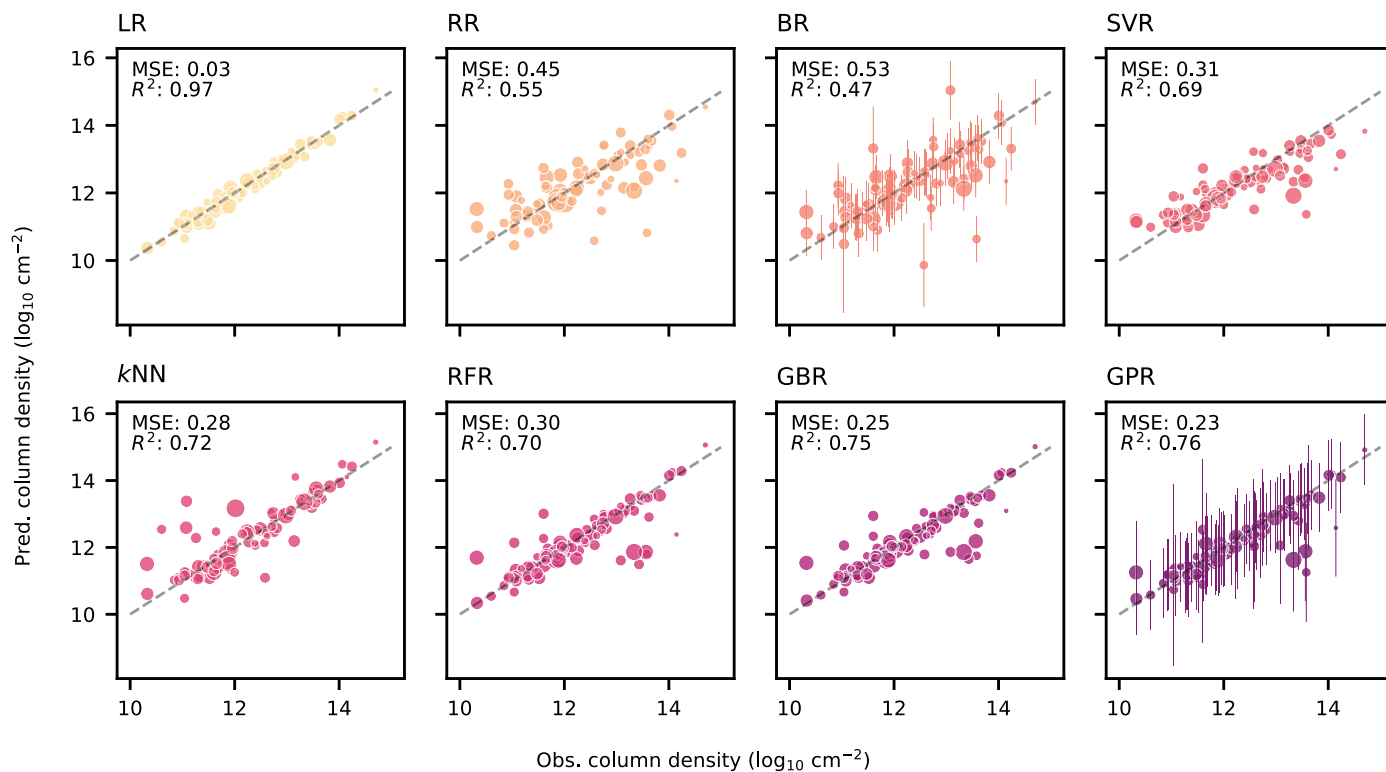 LR
RR
BR
SVR
16
14
12
10
MSE: 0.03
R²: 0.97
MSE: 0.45
R²: 0.55
MSE: 0.53
R²: 0.47
MSE: 0.31
R²: 0.69
kNN
RFR
GBR
GPR
16
14
12
10
MSE: 0.28
R²: 0.72
MSE: 0.30
R²: 0.70
MSE: 0.25
R²: 0.75
MSE: 0.23
R²: 0.76
10 12 14
10 12 14
10 12 14
10 12 14
Pred. column density (log₁₀ cm⁻²)
Obs. column density (log₁₀ cm⁻²)